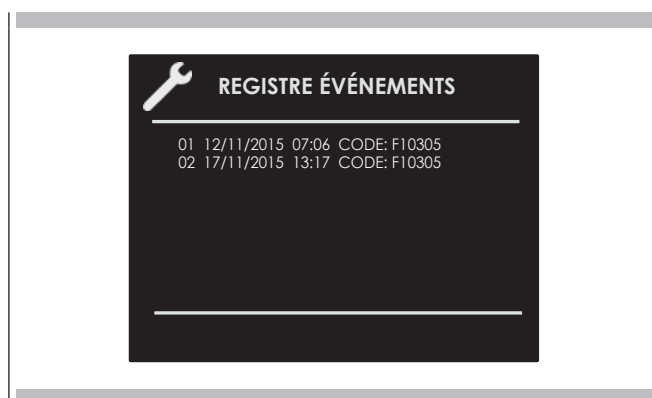 REGISTRE ÉVÉNEMENTS
01 12/11/2015 07:06 CODE: F10305
02 17/11/2015 13:17 CODE: F10305